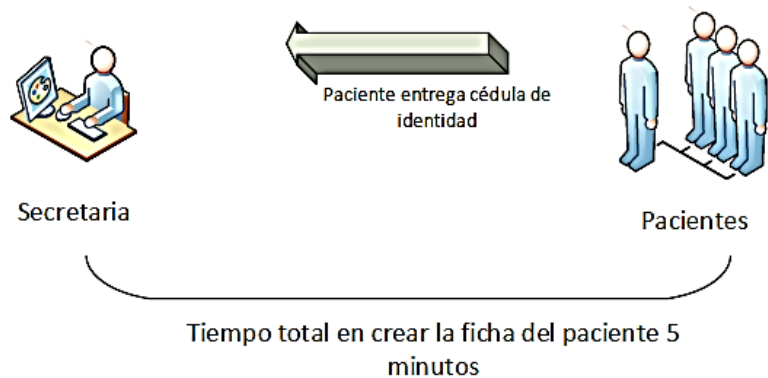 Paciente entrega cédula de
identidad
Secretaria
Pacientes
Tiempo total en crear la ficha del paciente 5
minutos